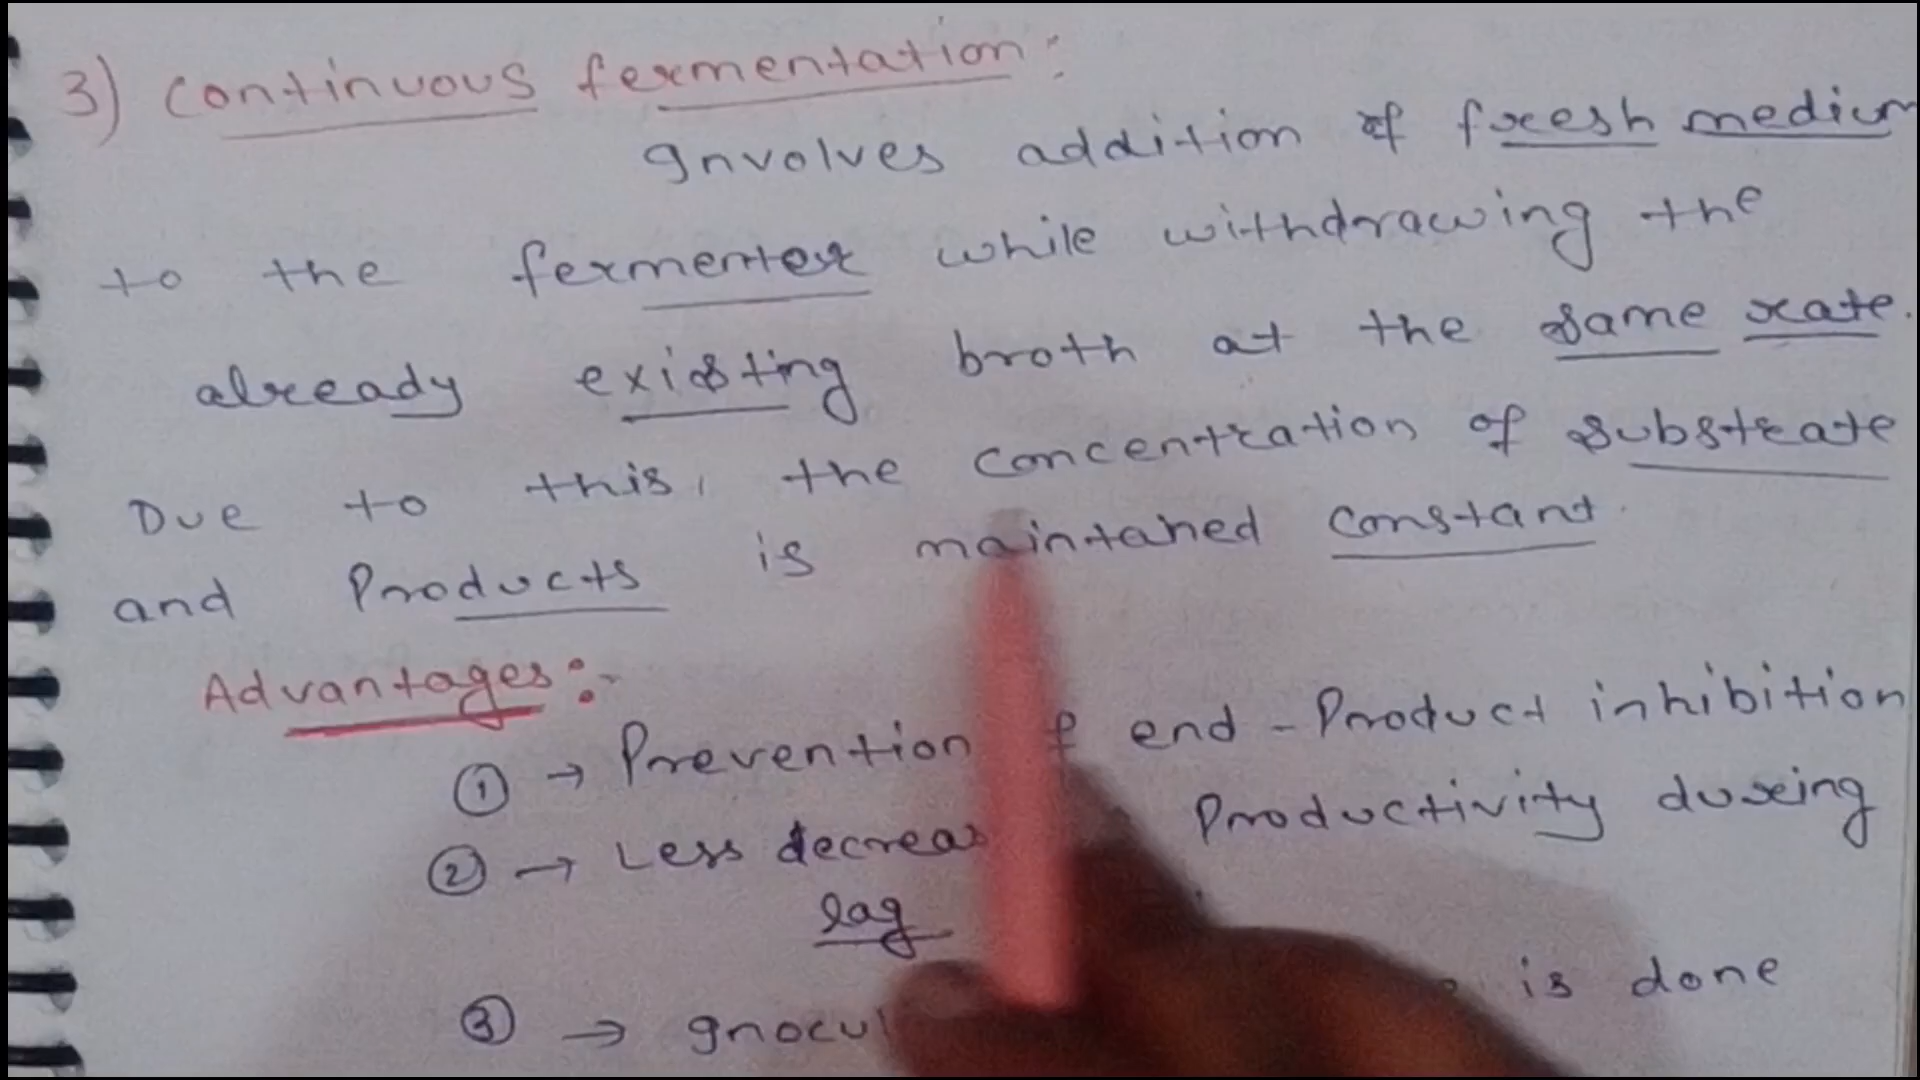 3) Continuous fermentation:
Involves addition of fresh medium
to the fermenter while withdrawing the
already existing broth at the same rate.
Due to this, the concentration of substrate
and Products is maintained constant.
Advantages:-
① → Prevention of end-Product inhibition
② → Less Productivity during
lag
③ → is done